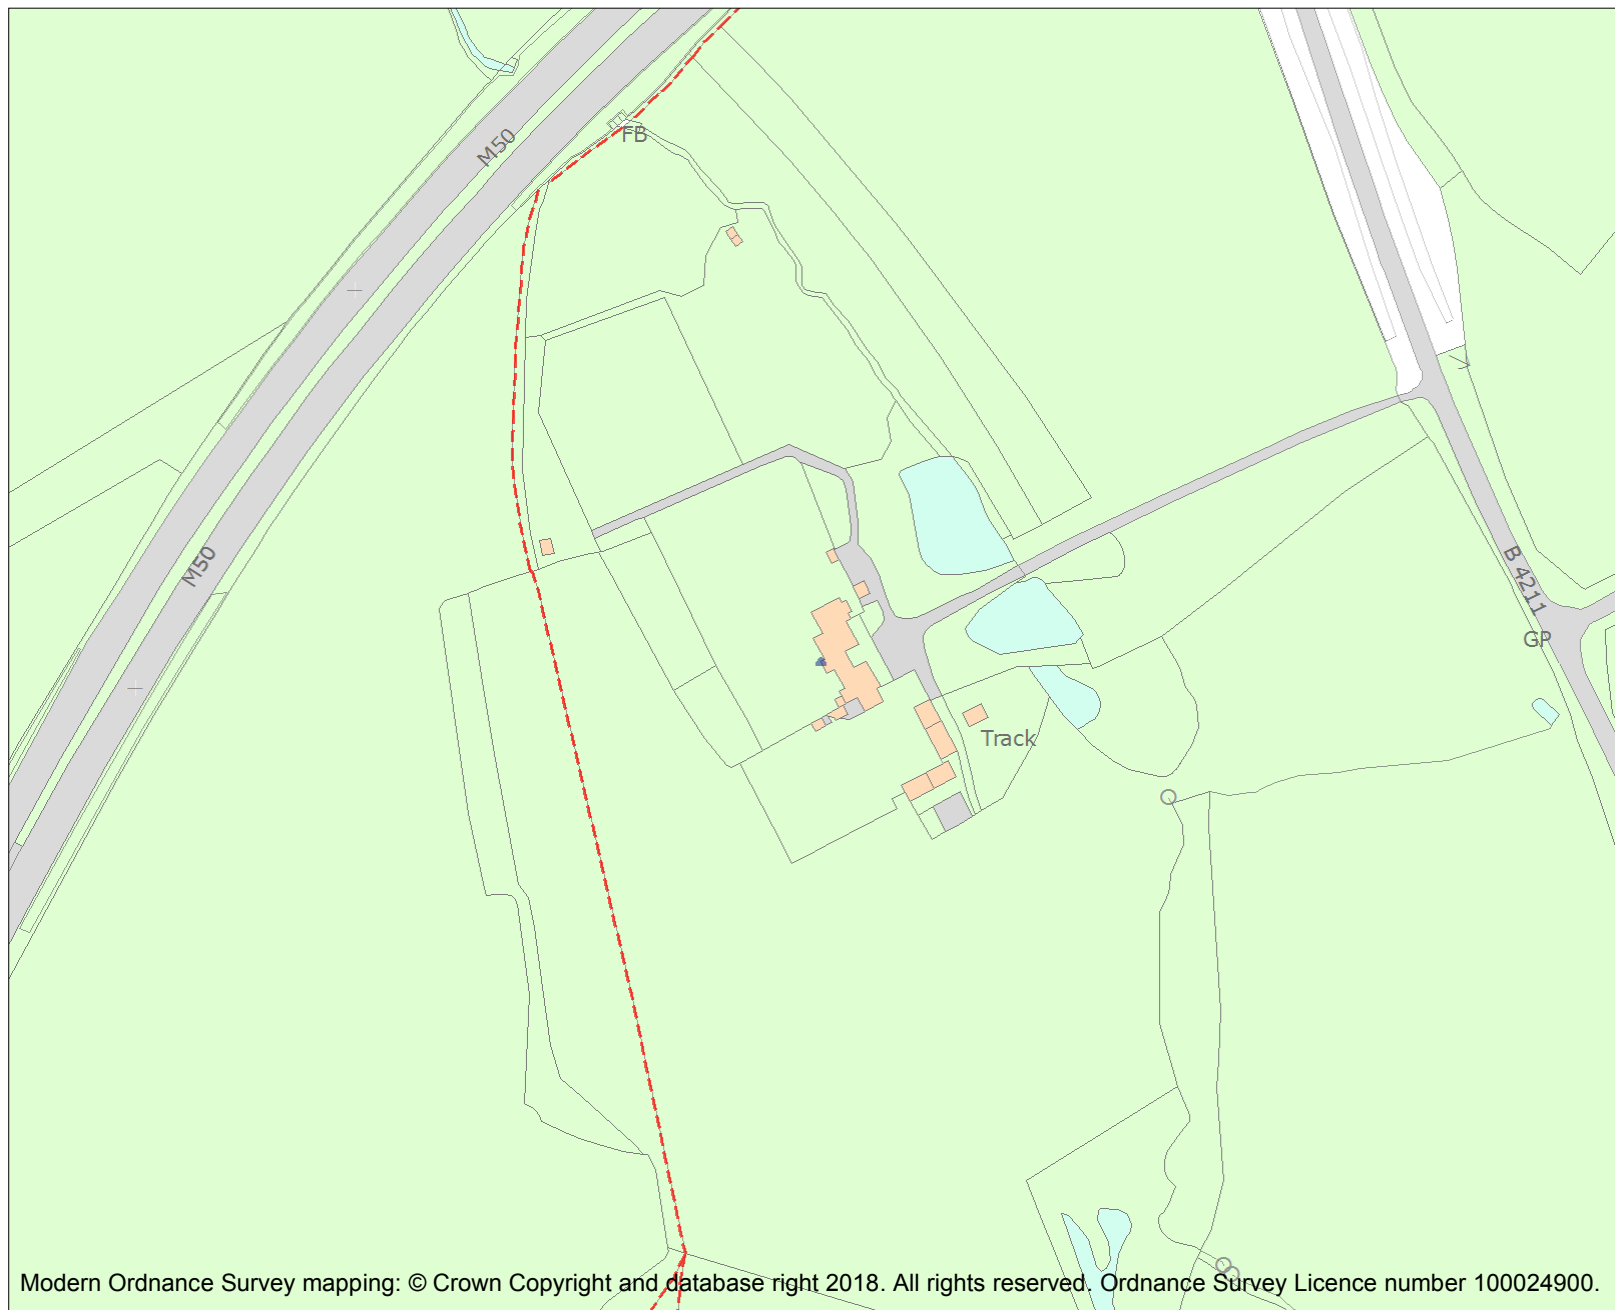 M50
FB
M50
B 4211
GP
Track
Modern Ordnance Survey mapping: © Crown Copyright and database right 2018. All rights reserved. Ordnance Survey Licence number 100024900.